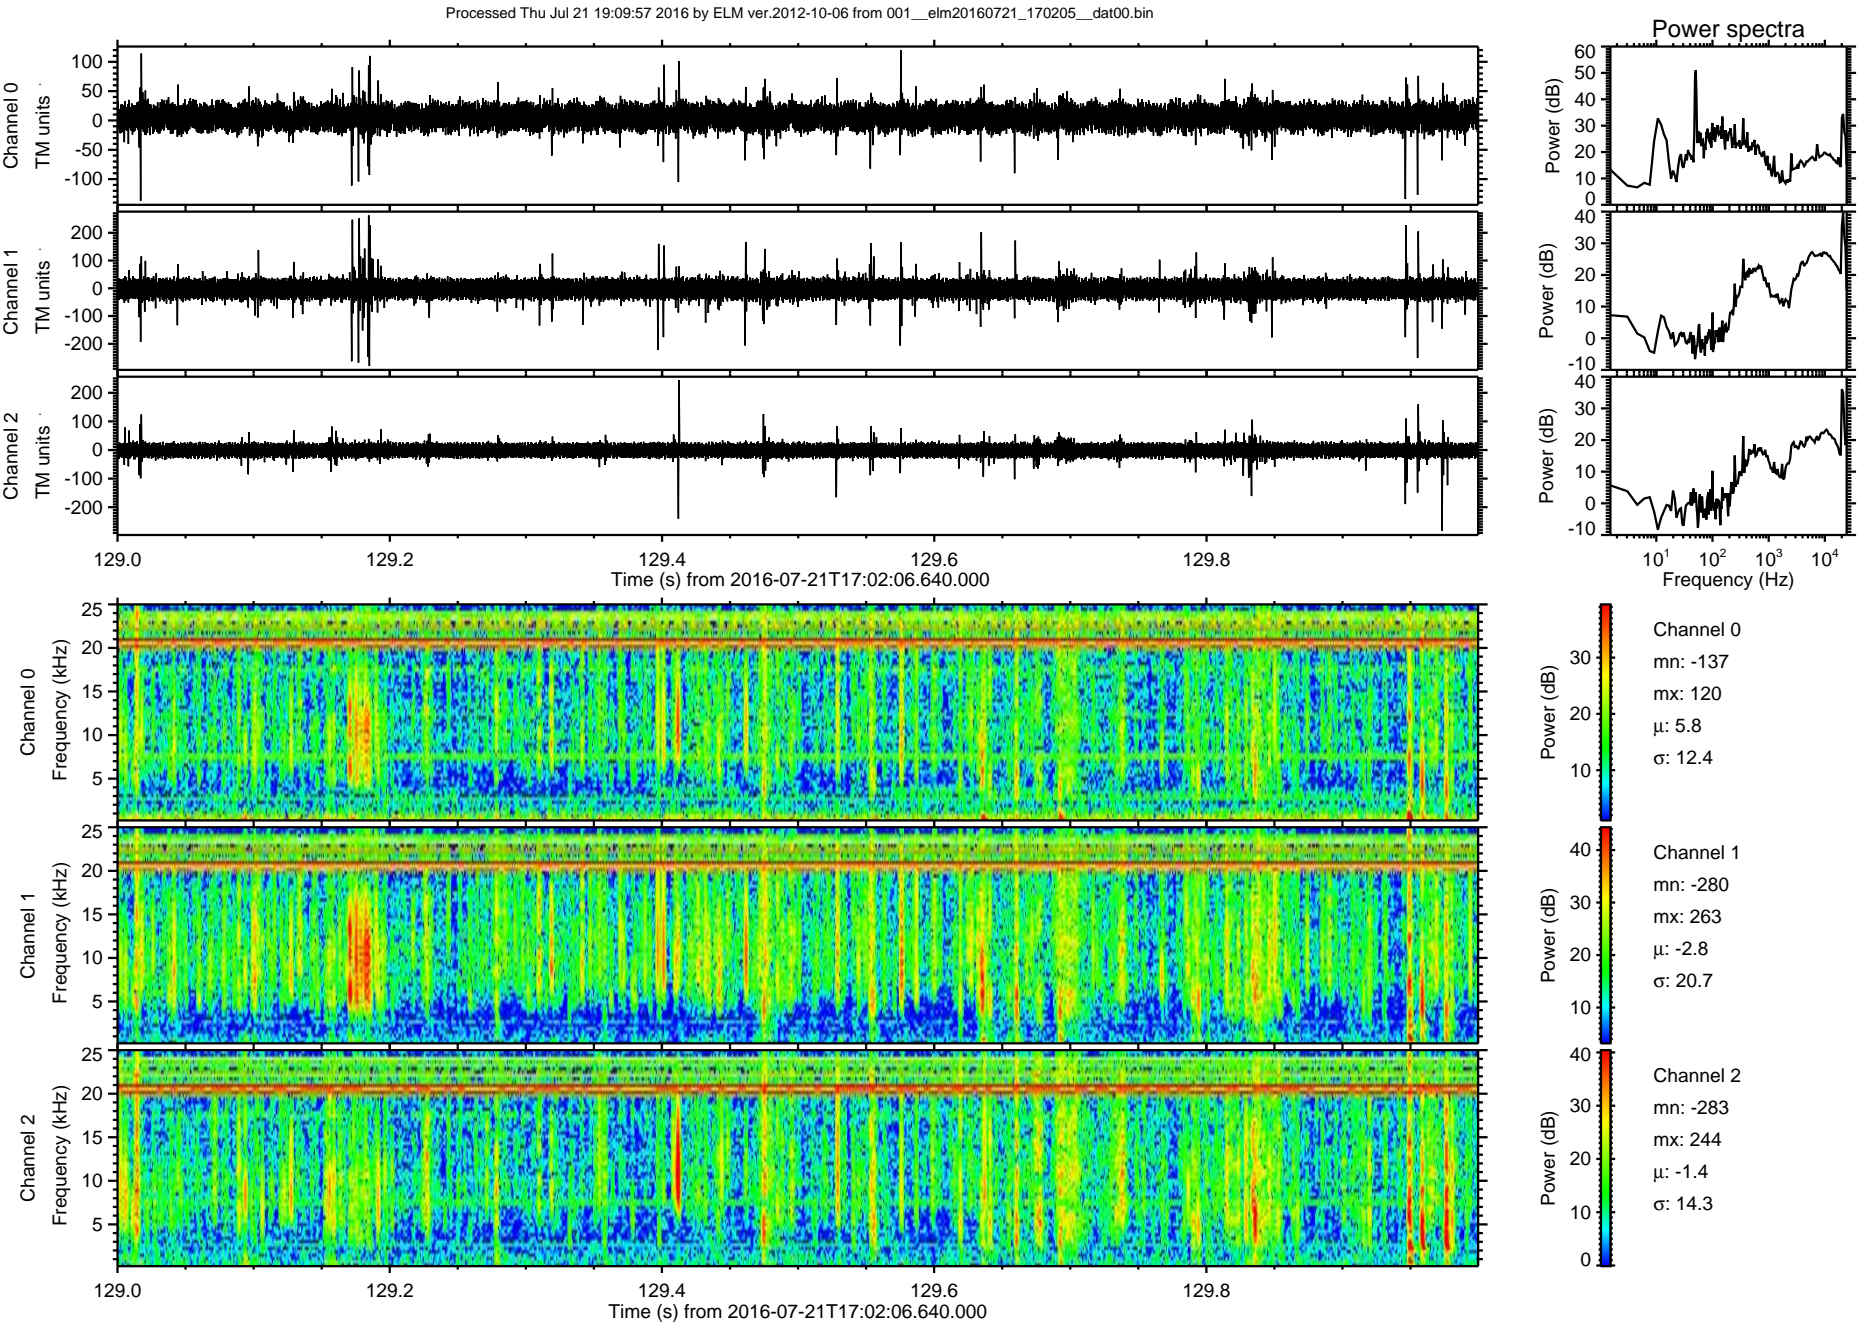 Processed Thu Jul 21 19:09:57 2016 by ELM ver.2012-10-06 from 001__elm20160721_170205__dat00.bin
Power spectra
Channel 0
TM units
100
50
0
-50
-100
Power (dB)
60
50
40
30
20
10
0
Channel 1
TM units
200
100
0
-100
-200
Power (dB)
40
30
20
10
0
-10
Channel 2
TM units
200
100
0
-100
-200
Power (dB)
40
30
20
10
0
-10
129.0 129.2 129.4 129.6 129.8
Time (s) from 2016-07-21T17:02:06.640.000
10¹ 10² 10³ 10⁴
Frequency (Hz)
Channel 0
Frequency (kHz)
25
20
15
10
5
Power (dB)
30
20
10
Channel 0
mn: -137
mx: 120
μ: 5.8
σ: 12.4
Channel 1
Frequency (kHz)
25
20
15
10
5
Power (dB)
40
30
20
10
Channel 1
mn: -280
mx: 263
μ: -2.8
σ: 20.7
Channel 2
Frequency (kHz)
25
20
15
10
5
Power (dB)
40
30
20
10
0
Channel 2
mn: -283
mx: 244
μ: -1.4
σ: 14.3
129.0 129.2 129.4 129.6 129.8
Time (s) from 2016-07-21T17:02:06.640.000